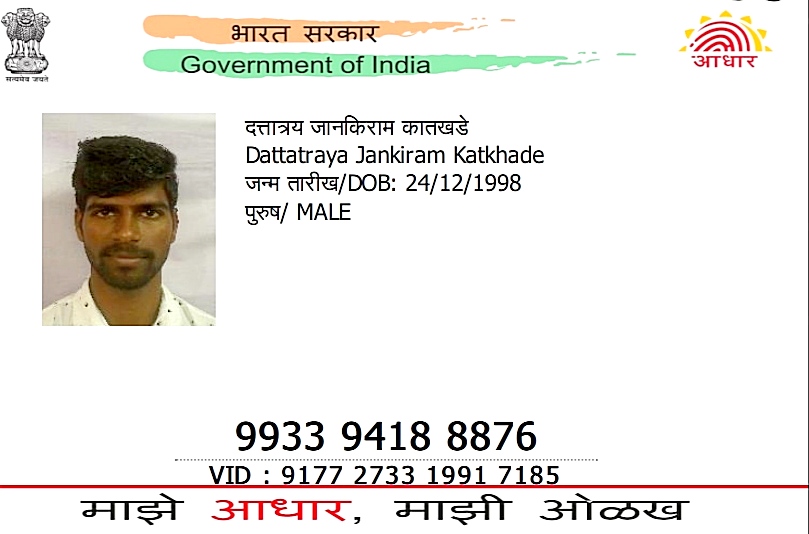 सत्यमेव जयते
भारत सरकार
Government of India
आधार
दत्तात्रय जानकिराम कातखडे
Dattatraya Jankiram Katkhade
जन्म तारीख/DOB: 24/12/1998
पुरुष/ MALE
9933 9418 8876
VID : 9177 2733 1991 7185
माझे आधार, माझी ओळख